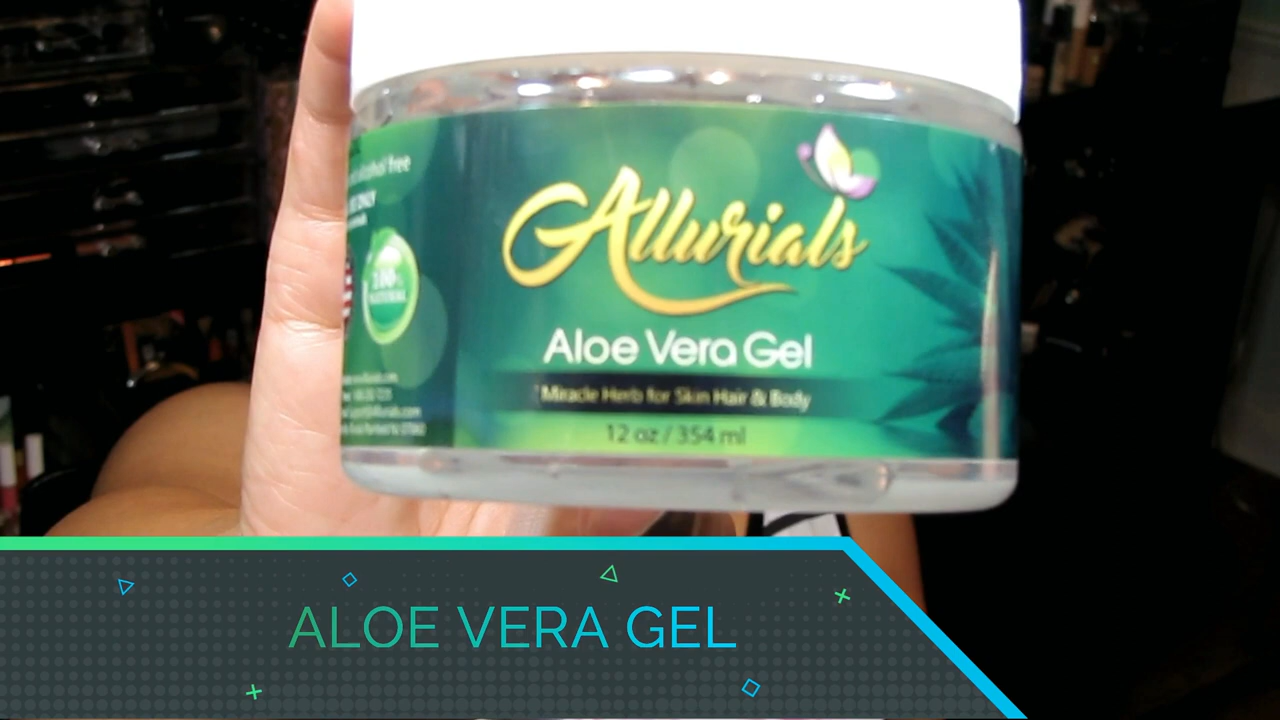 alcohol free
ONLY
100%
NATURAL
Allurials
Aloe Vera Gel
Miracle Herb for Skin Hair & Body
12 oz / 354 ml
ALOE VERA GEL